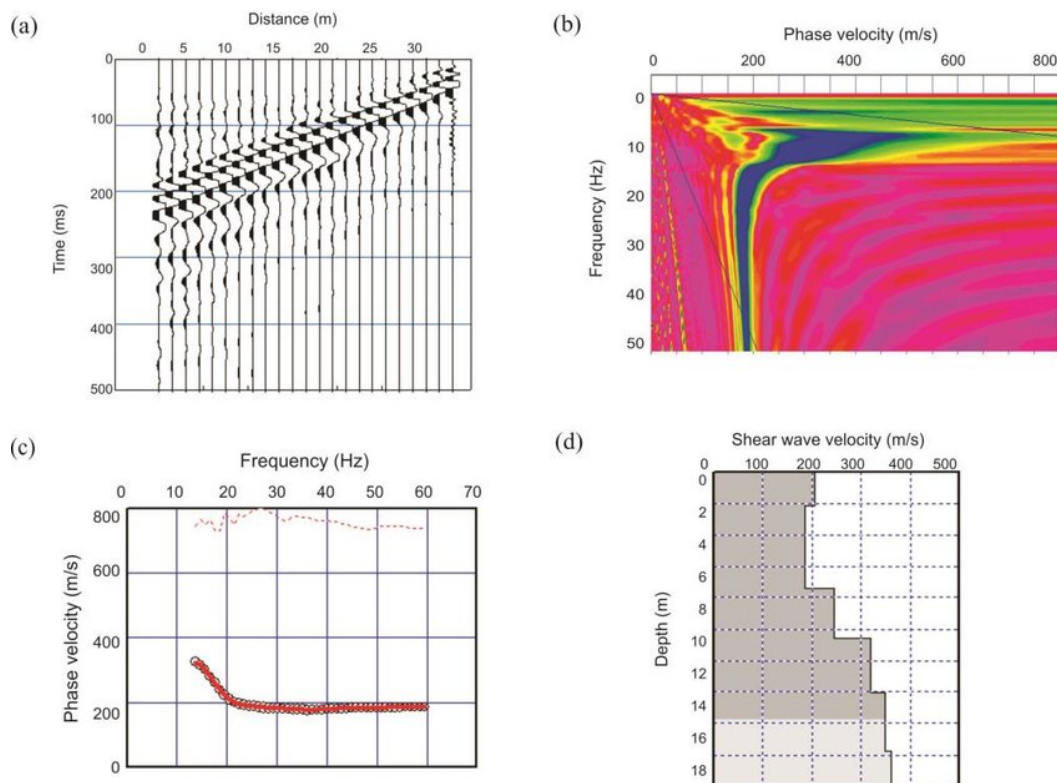 (a)
Distance (m)
0 5 10 15 20 25 30
0
100
200
300
400
500
Time (ms)
(b)
Phase velocity (m/s)
0 200 400 600 800
0
10
20
30
40
50
Frequency (Hz)
(c)
Frequency (Hz)
0 10 20 30 40 50 60 70
800
600
400
200
0
Phase velocity (m/s)
(d)
Shear wave velocity (m/s)
0 100 200 300 400 500
0
2
4
6
8
10
12
14
16
18
Depth (m)